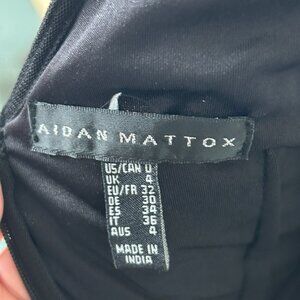 AIDAN MATTOX
US/CAN 0
UK 4
EU/FR 32
DE 30
ES 34
IT 36
AUS 4
MADE IN
INDIA